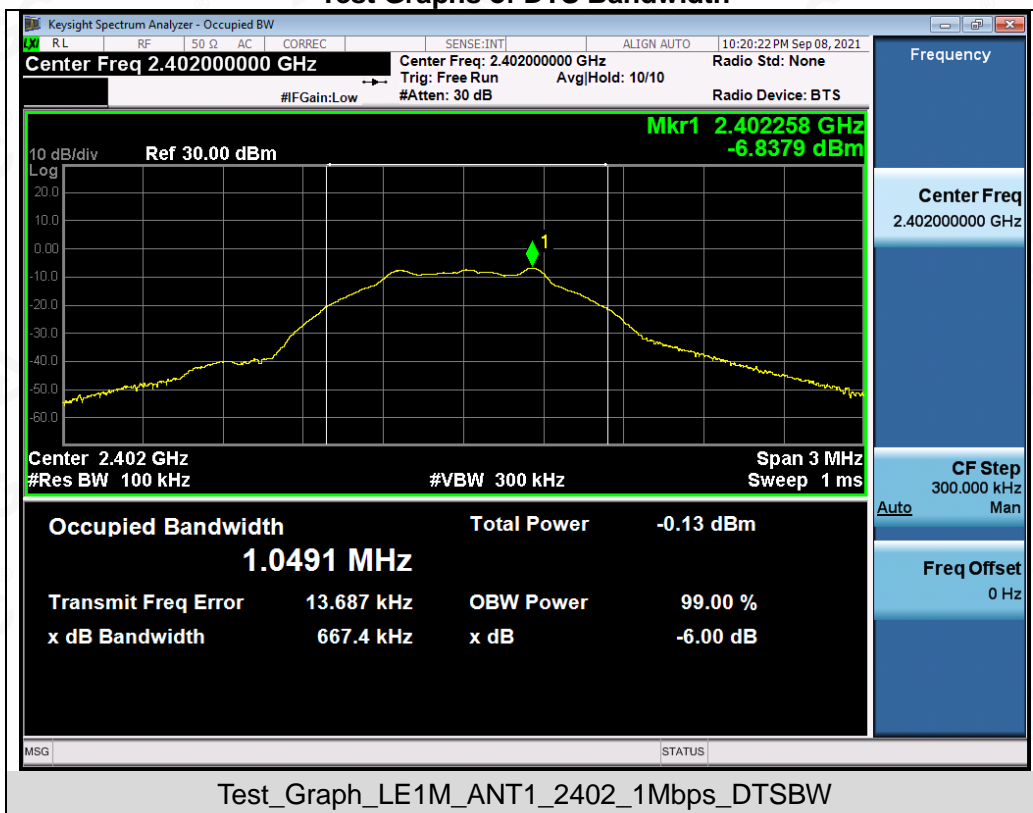 Test Graphs of DTS Bandwidth
Keysight Spectrum Analyzer - Occupied BW
LXI RL RF 50 Ω AC CORREC SENSE:INT ALIGN AUTO 10:20:22 PM Sep 08, 2021
Center Freq 2.402000000 GHz
Center Freq: 2.402000000 GHz
Radio Std: None
Trig: Free Run Avg|Hold: 10/10
#IFGain:Low
#Atten: 30 dB
Radio Device: BTS
Mkr1 2.402258 GHz
-6.8379 dBm
10 dB/div Ref 30.00 dBm
Log
20.0
10.0
0.00
-10.0
-20.0
-30.0
-40.0
-50.0
-60.0
1
Center 2.402 GHz
Span 3 MHz
#Res BW 100 kHz
#VBW 300 kHz
Sweep 1 ms
Occupied Bandwidth
1.0491 MHz
Total Power -0.13 dBm
Transmit Freq Error 13.687 kHz
OBW Power 99.00 %
x dB Bandwidth 667.4 kHz
x dB -6.00 dB
Frequency
Center Freq
2.402000000 GHz
CF Step
300.000 kHz
Auto Man
Freq Offset
0 Hz
MSG
STATUS
Test_Graph_LE1M_ANT1_2402_1Mbps_DTSBW